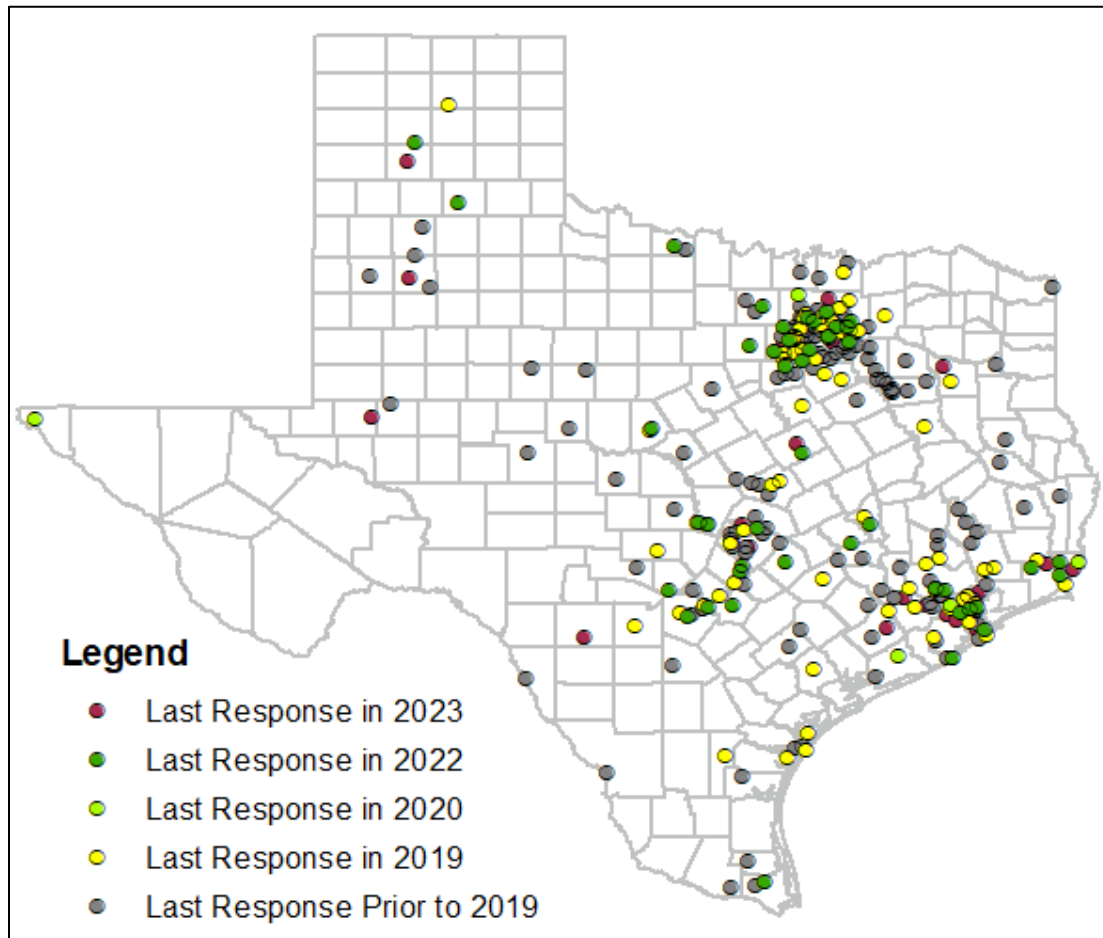 Legend
Last Response in 2023
Last Response in 2022
Last Response in 2020
Last Response in 2019
Last Response Prior to 2019